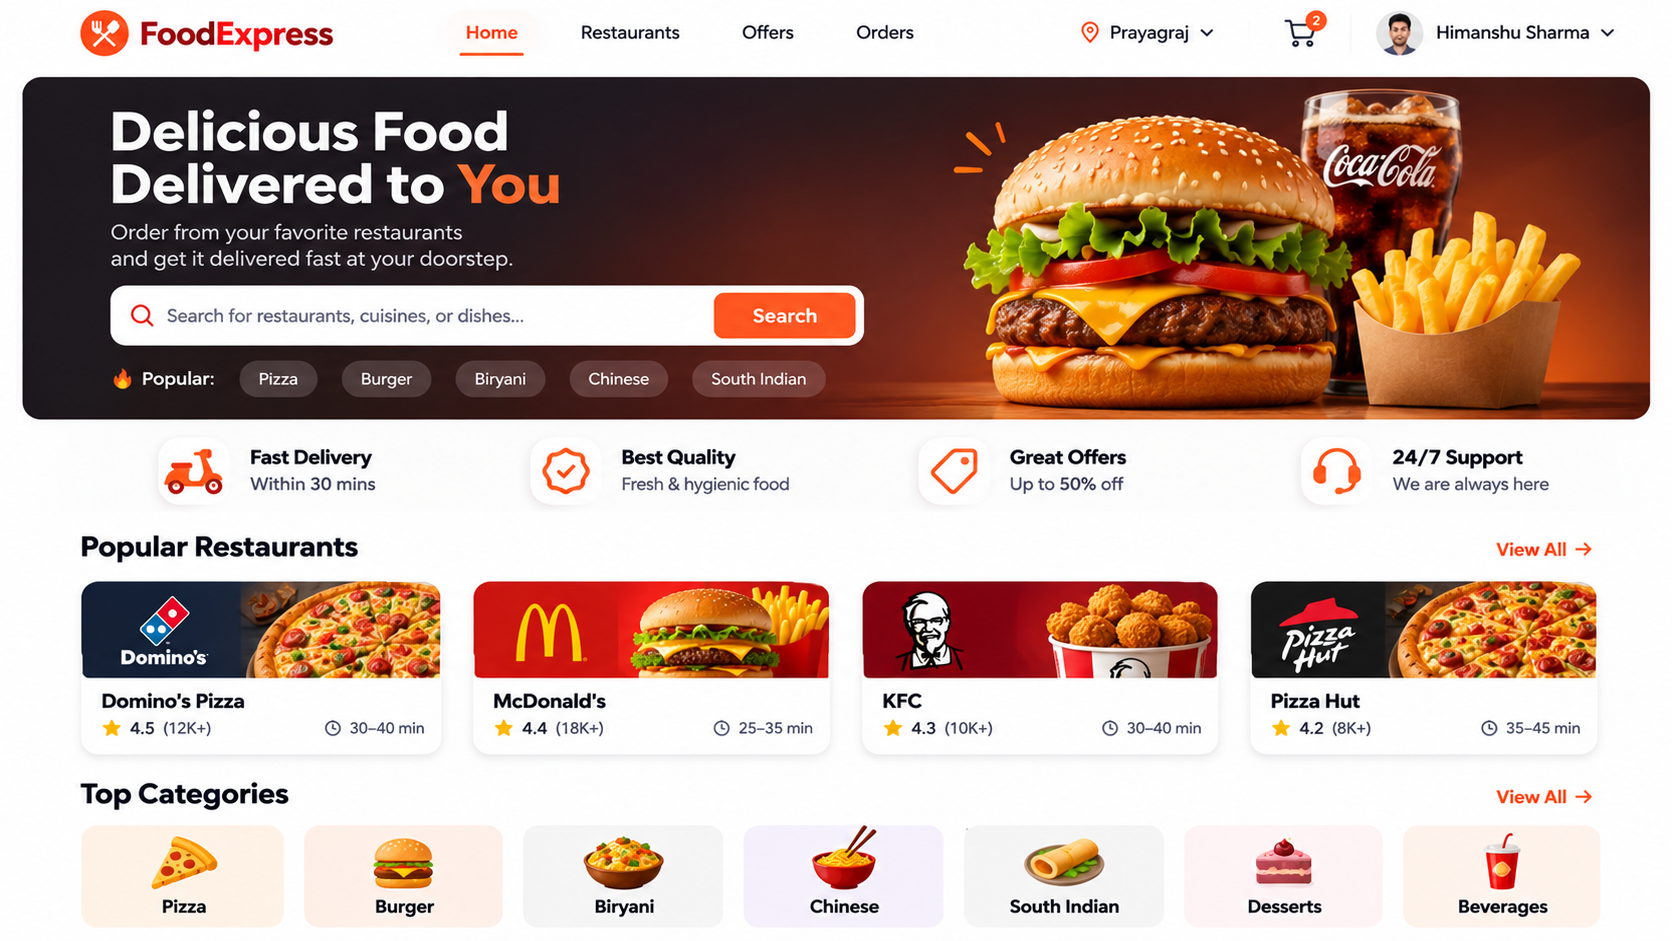 FoodExpress
Home
Restaurants
Offers
Orders
Prayagraj
2
Himanshu Sharma
Delicious Food
Delivered to You
Order from your favorite restaurants
and get it delivered fast at your doorstep.
Search for restaurants, cuisines, or dishes...
Search
Popular:
Pizza
Burger
Biryani
Chinese
South Indian
Coca-Cola
Fast Delivery
Within 30 mins
Best Quality
Fresh & hygienic food
Great Offers
Up to 50% off
24/7 Support
We are always here
Popular Restaurants
View All →
Domino's
Domino's Pizza
4.5 (12K+)
30–40 min
McDonald's
4.4 (18K+)
25–35 min
KFC
4.3 (10K+)
30–40 min
Pizza
Hut
Pizza Hut
4.2 (8K+)
35–45 min
Top Categories
View All →
Pizza
Burger
Biryani
Chinese
South Indian
Desserts
Beverages